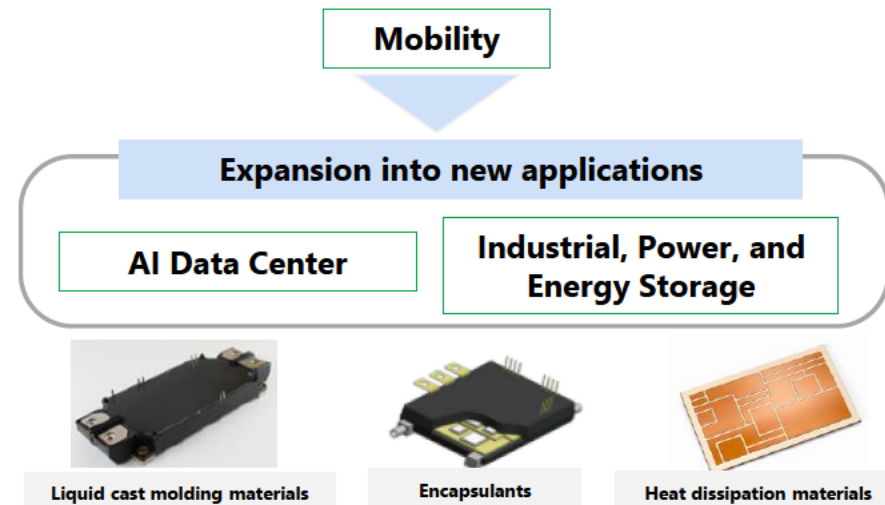 Mobility
Expansion into new applications
AI Data Center
Industrial, Power, and
Energy Storage
Liquid cast molding materials
Encapsulants
Heat dissipation materials